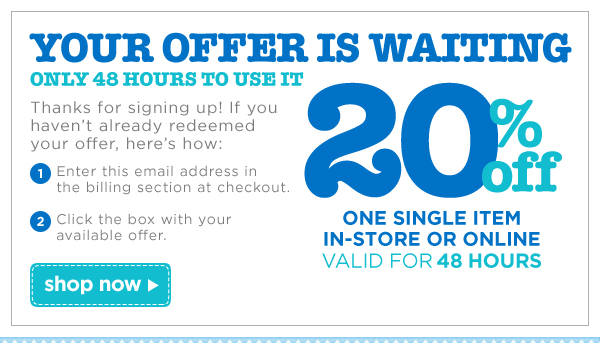 YOUR OFFER IS WAITING
ONLY 48 HOURS TO USE IT
Thanks for signing up! If you
haven't already redeemed
your offer, here's how:
1 Enter this email address in
the billing section at checkout.
2 Click the box with your
available offer.
shop now
20% off
ONE SINGLE ITEM
IN-STORE OR ONLINE
VALID FOR 48 HOURS